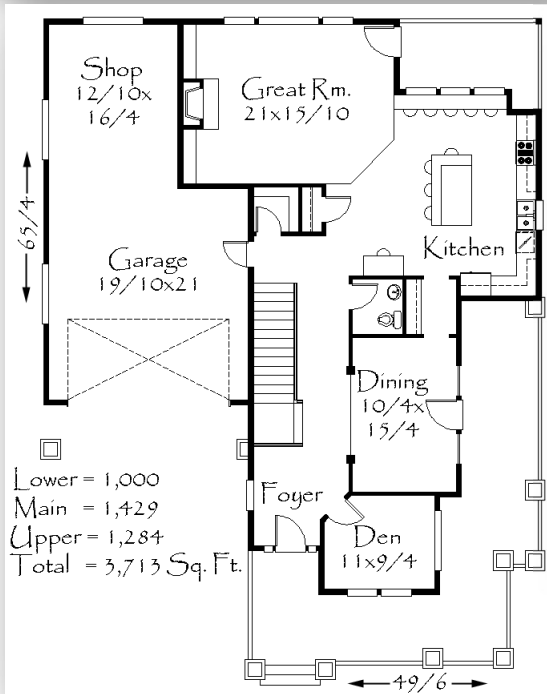 Shop
12/10x
16/4
Great Rm.
21x15/10
65/4
Kitchen
Garage
19/10x21
Dining
10/4x
15/4
Lower = 1,000
Main = 1,429
Upper = 1,284
Total = 3,713 Sq. Ft.
Foyer
Den
11x9/4
49/6